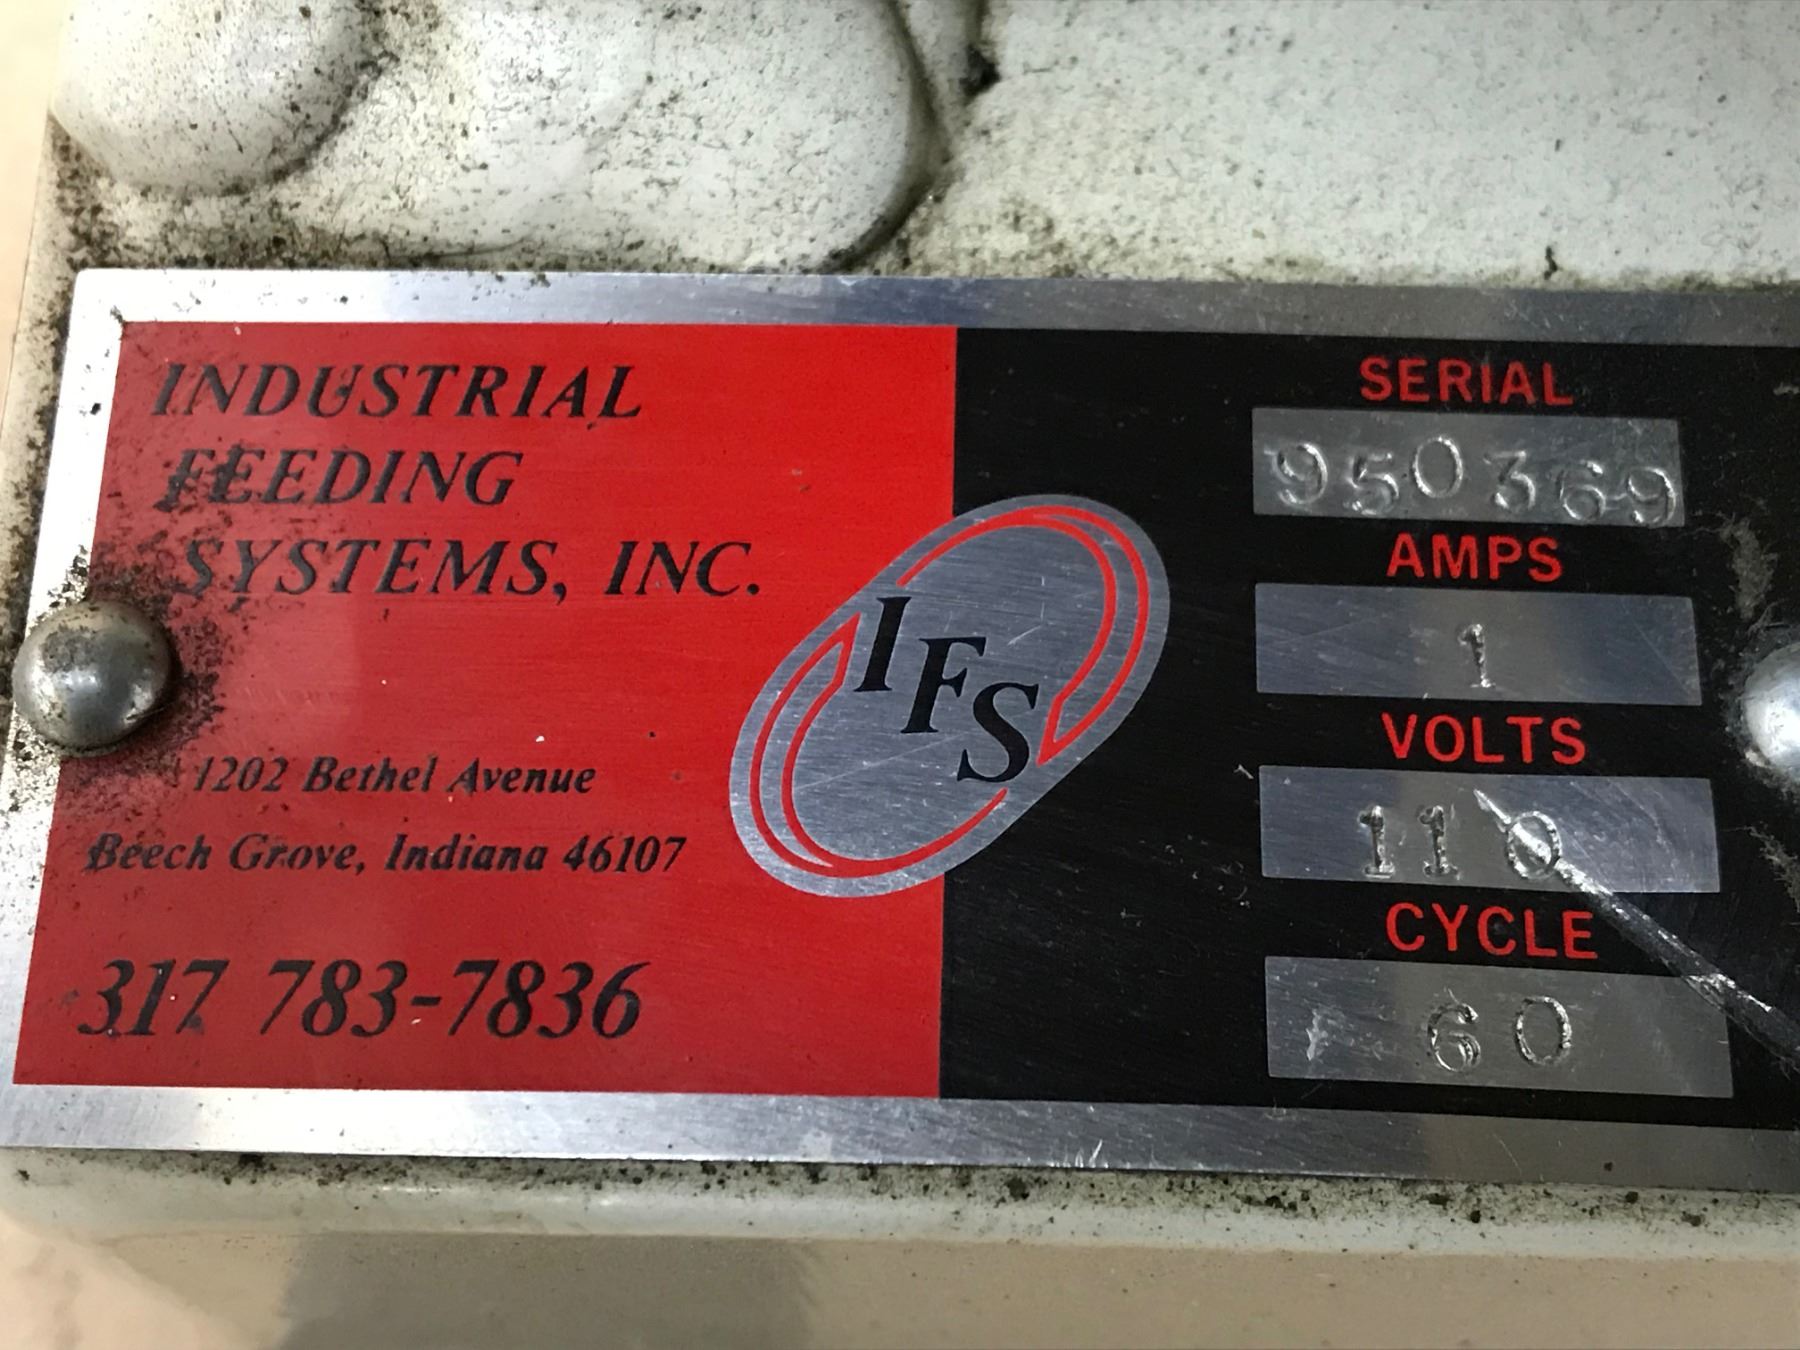 INDUSTRIAL
FEEDING
SYSTEMS, INC.
1202 Bethel Avenue
Beech Grove, Indiana 46107
317 783-7836
IFS
SERIAL
950369
AMPS
1
VOLTS
110
CYCLE
60